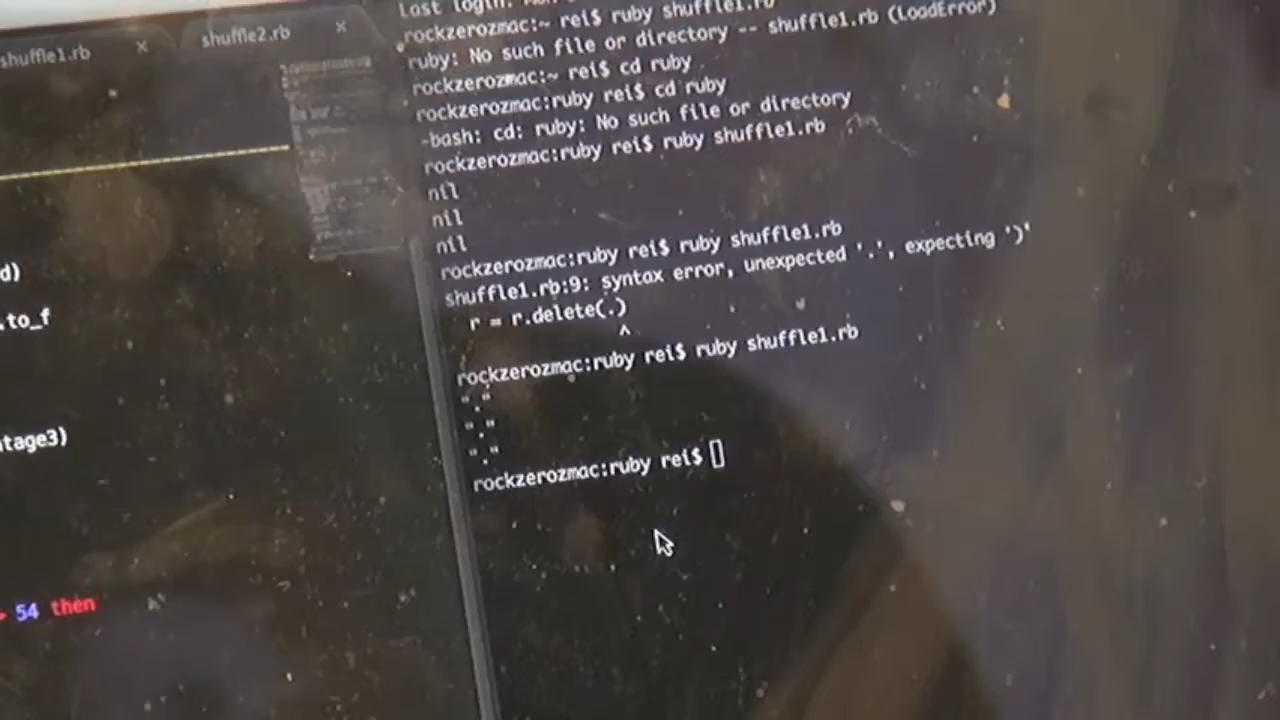 shuffle1.rb ×
shuffle2.rb ×
d)
.to_f
tage3)
54 then
Last login:
rockzerozmac:~ rei$ ruby shuffle1.rb
ruby: No such file or directory -- shuffle1.rb (LoadError)
rockzerozmac:~ rei$ cd ruby
rockzerozmac:ruby rei$ cd ruby
-bash: cd: ruby: No such file or directory
rockzerozmac:ruby rei$ ruby shuffle1.rb
nil
nil
nil
rockzerozmac:ruby rei$ ruby shuffle1.rb
shuffle1.rb:9: syntax error, unexpected '.', expecting ')'
r = r.delete(.)
^
rockzerozmac:ruby rei$ ruby shuffle1.rb
"."
"."
"."
rockzerozmac:ruby rei$